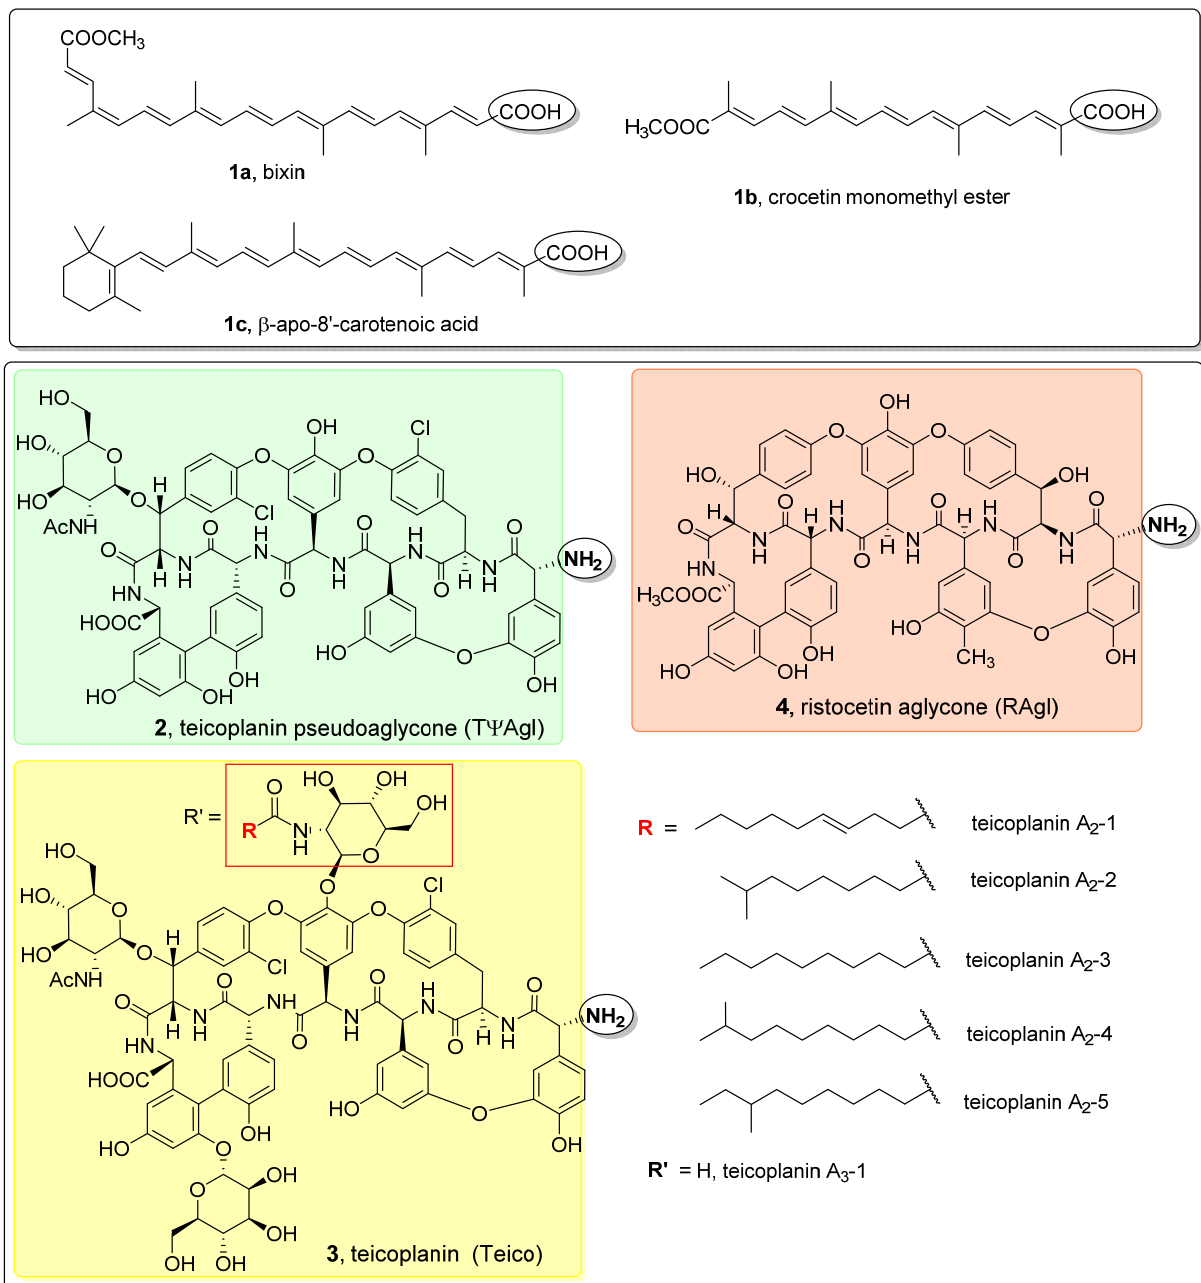 COOCH3
COOH
1a, bixin
H3COOC
COOH
1b, crocetin monomethyl ester
COOH
1c, β-apo-8'-carotenoic acid
HO
HO
O
HO
AcNH
O
H
O
OH
O
Cl
Cl
O
O
H
N
H
O
N
H
O
H
N
O
N
H
O
H
N
O
H
N
H
O
NH2
HN
HOOC
HO
OH
OH
HO
O
OH
2, teicoplanin pseudoaglycone (TΨAgl)
OH
O
O
HO
OH
H
O
N
H
O
H
H
N
O
H
N
H
O
H
H
N
O
H
N
O
NH2
HN
H3COOC
HO
OH
OH
HO
CH3
O
OH
4, ristocetin aglycone (RAgl)
R' =
O
R
N
H
HO
OH
OH
O
O
HO
HO
O
HO
AcNH
O
H
O
O
Cl
Cl
O
O
H
N
H
O
NH
O
N
H
O
H
N
O
H
N
H
O
NH2
HN
HOOC
HO
OH
O
HO
O
OH
O
OH
OH
OH
OH
3, teicoplanin (Teico)
R =
teicoplanin A2-1
teicoplanin A2-2
teicoplanin A2-3
teicoplanin A2-4
teicoplanin A2-5
R' = H, teicoplanin A3-1